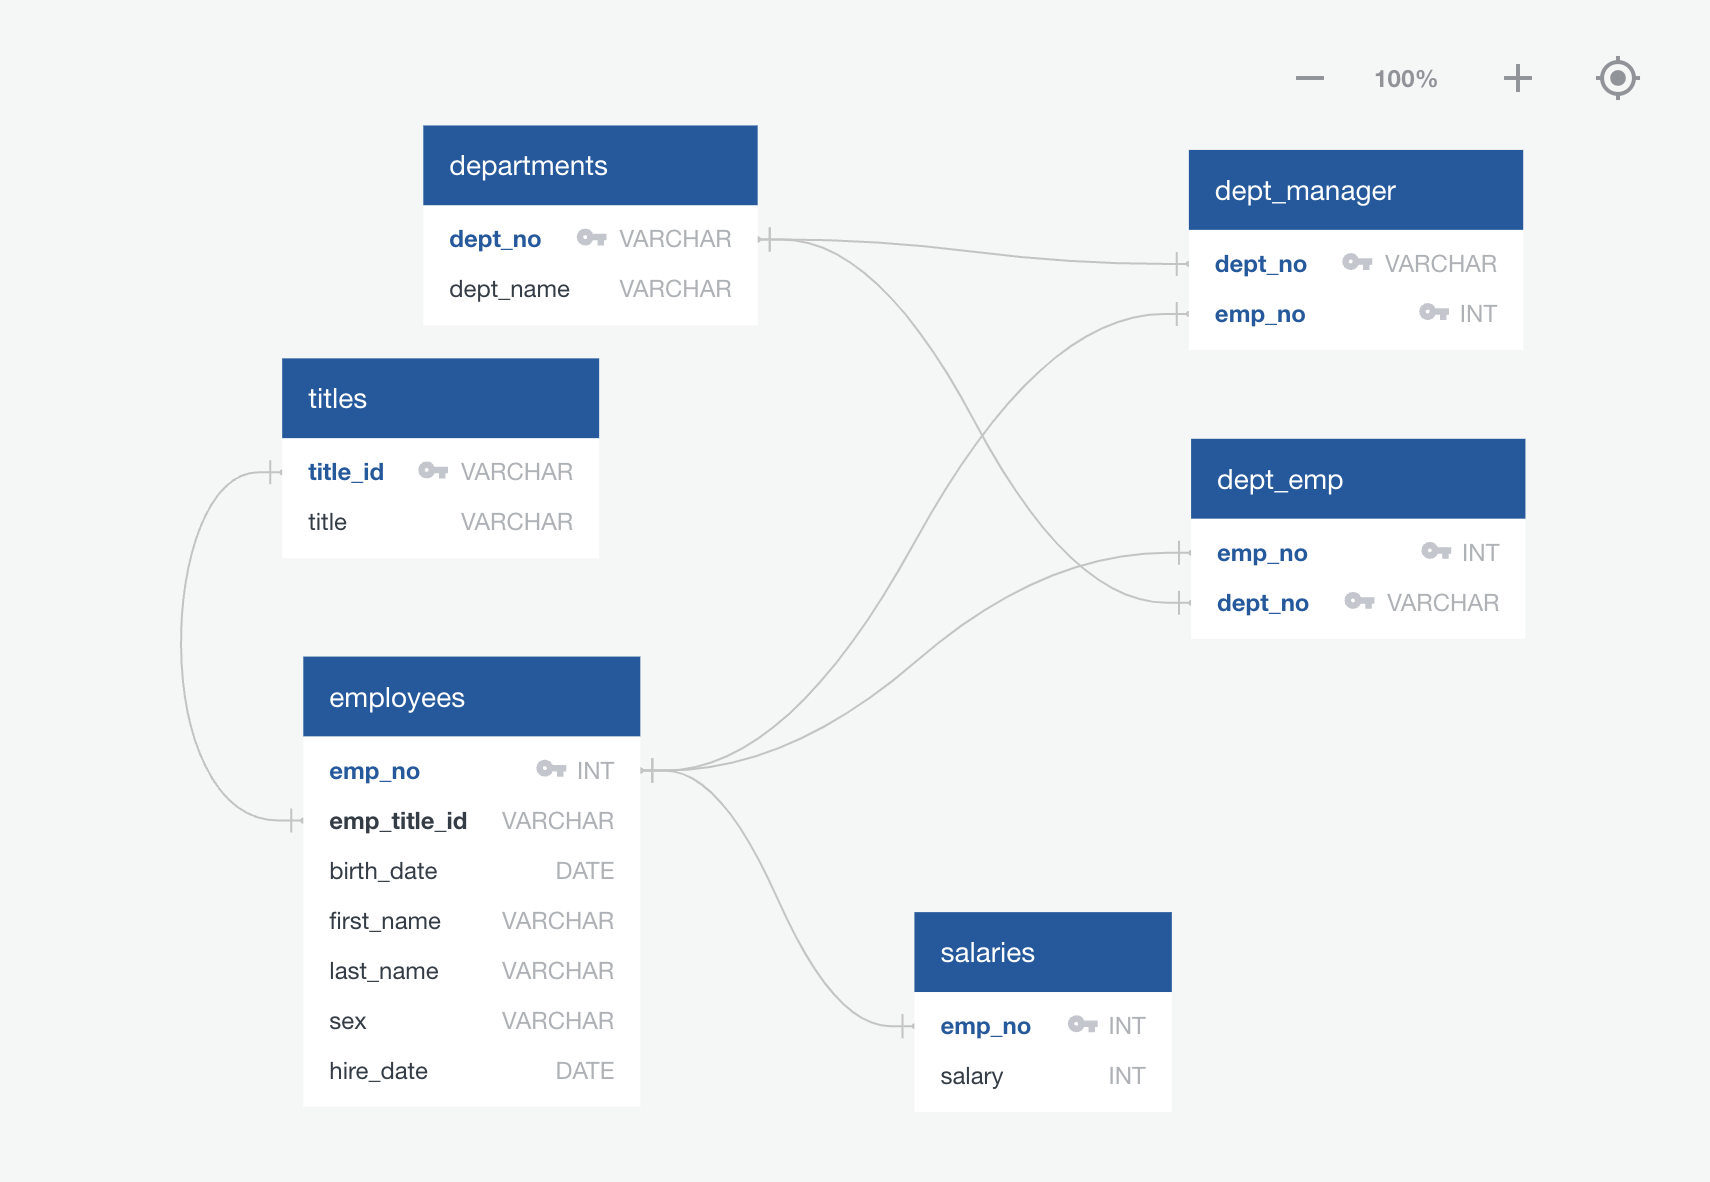 100%
departments
dept_no VARCHAR
dept_name VARCHAR
dept_manager
dept_no VARCHAR
emp_no INT
titles
title_id VARCHAR
title VARCHAR
dept_emp
emp_no INT
dept_no VARCHAR
employees
emp_no INT
emp_title_id VARCHAR
birth_date DATE
first_name VARCHAR
last_name VARCHAR
sex VARCHAR
hire_date DATE
salaries
emp_no INT
salary INT